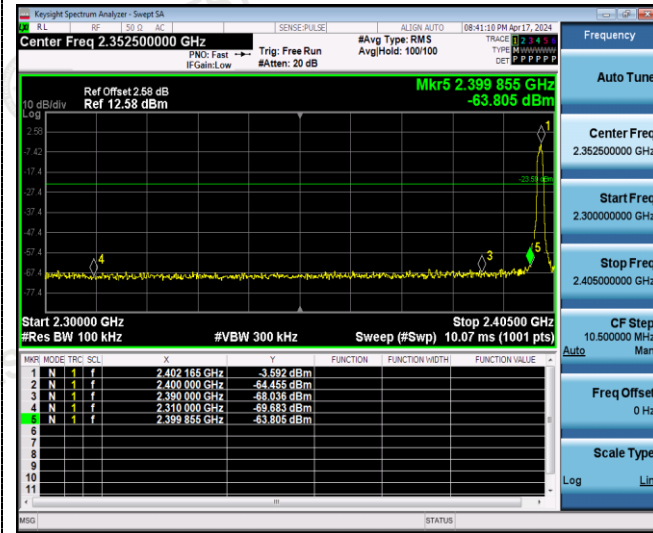 Keysight Spectrum Analyzer - Swept SA
RL RF 50 Ω AC SENSE:PULSE ALIGN AUTO 08:41:10 PM Apr 17, 2024
Center Freq 2.352500000 GHz
PNO: Fast
IFGain:Low
Trig: Free Run
#Atten: 20 dB
#Avg Type: RMS
Avg|Hold: 100/100
TRACE 1 2 3 4 5 6
TYPE M WWWWW
DET P P P P P P
Frequency
Ref Offset 2.58 dB
Ref 12.58 dBm
10 dB/div
Log
Mkr5 2.399 855 GHz
-63.805 dBm
2.58
-7.42
-17.4
-27.4
-37.4
-47.4
-57.4
-67.4
-77.4
-23.59 dBm
1
3
4
5
Start 2.30000 GHz
Stop 2.40500 GHz
#Res BW 100 kHz #VBW 300 kHz Sweep (#Swp) 10.07 ms (1001 pts)
MKR MODE TRC SCL X Y FUNCTION FUNCTION WIDTH FUNCTION VALUE
1 N 1 f 2.402 165 GHz -3.592 dBm
2 N 1 f 2.400 000 GHz -64.455 dBm
3 N 1 f 2.390 000 GHz -68.036 dBm
4 N 1 f 2.310 000 GHz -69.683 dBm
5 N 1 f 2.399 855 GHz -63.805 dBm
6
7
8
9
10
11
MSG STATUS
Auto Tune
Center Freq
2.352500000 GHz
Start Freq
2.300000000 GHz
Stop Freq
2.405000000 GHz
CF Step
10.500000 MHz
Auto Man
Freq Offset
0 Hz
Scale Type
Log Lin